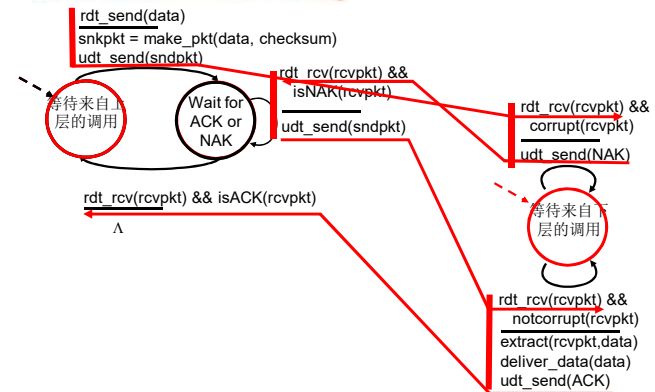 rdt_send(data)
snkpkt = make_pkt(data, checksum)
udt_send(sndpkt)
等待来自上
层的调用
Wait for
ACK or
NAK
rdt_rcv(rcvpkt) &&
isNAK(rcvpkt)
udt_send(sndpkt)
rdt_rcv(rcvpkt) && isACK(rcvpkt)
Λ
rdt_rcv(rcvpkt) &&
corrupt(rcvpkt)
udt_send(NAK)
等待来自下
层的调用
rdt_rcv(rcvpkt) &&
notcorrupt(rcvpkt)
extract(rcvpkt,data)
deliver_data(data)
udt_send(ACK)